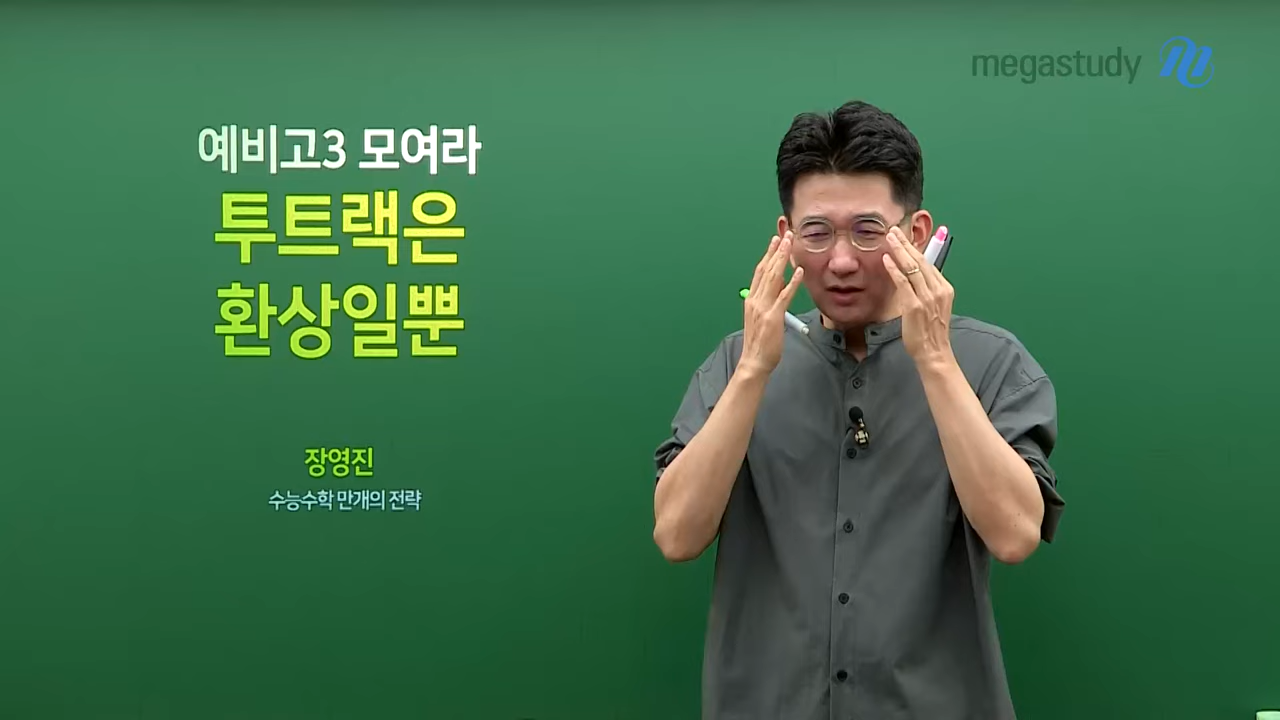 megastudy
예비고3 모여라
투트랙은
환상일뿐
장영진
수능수학 만개의 전략